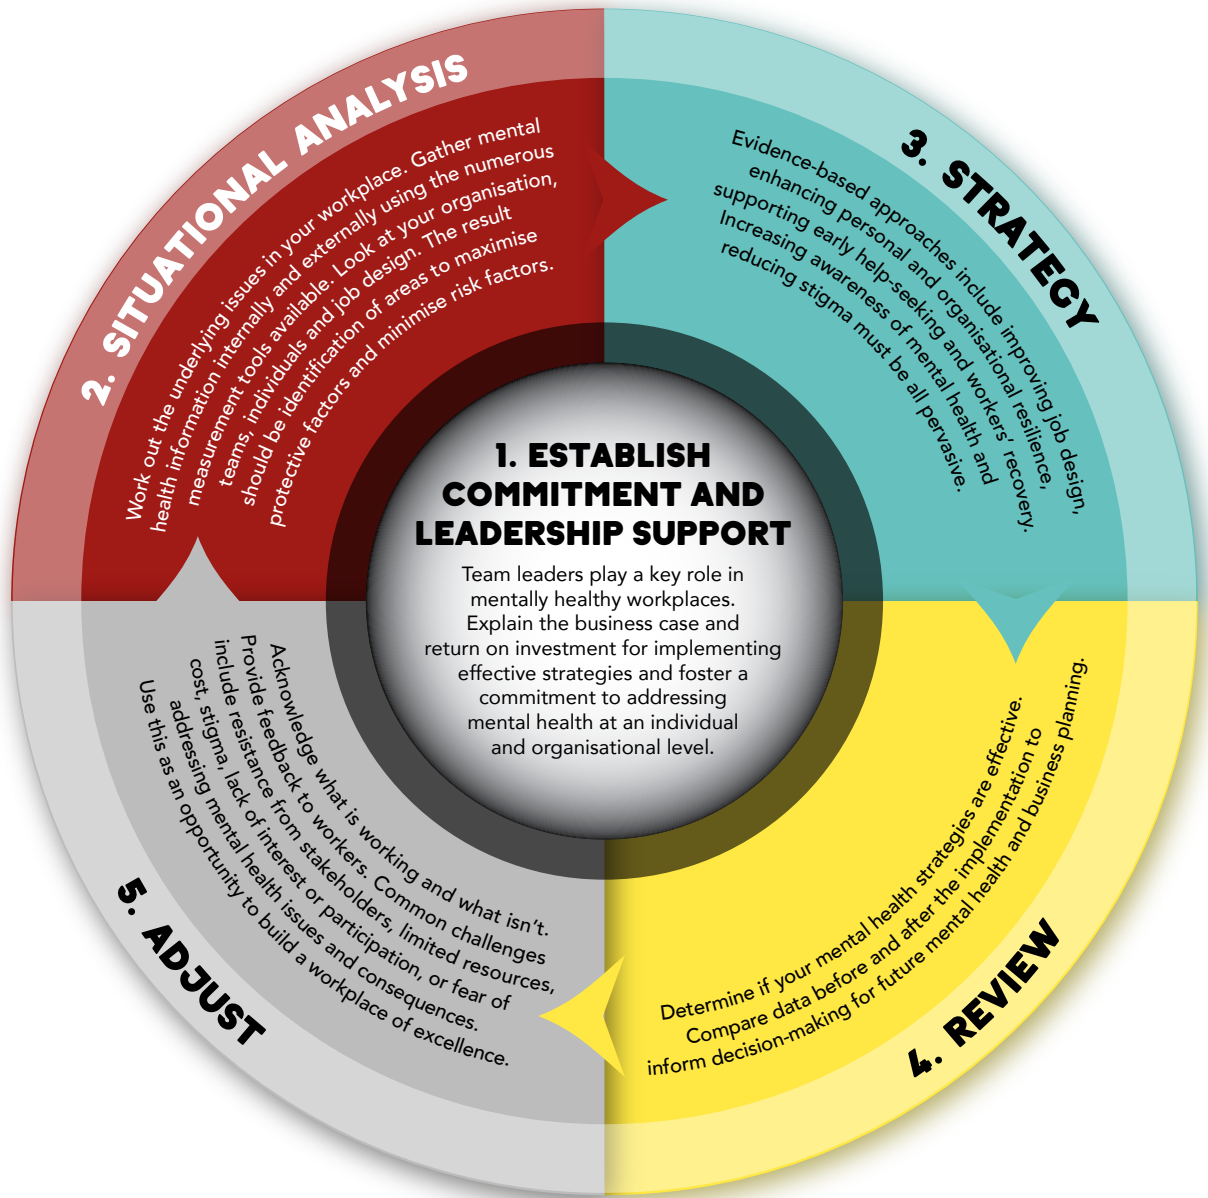 1. ESTABLISH
COMMITMENT AND
LEADERSHIP SUPPORT
Team leaders play a key role in
mentally healthy workplaces.
Explain the business case and
return on investment for implementing
effective strategies and foster a
commitment to addressing
mental health at an individual
and organisational level.
2. SITUATIONAL ANALYSIS
Work out the underlying issues in your workplace. Gather mental
health information internally and externally using the numerous
measurement tools available. Look at your organisation,
teams, individuals and job design. The result
should be identification of areas to maximise
protective factors and minimise risk factors.
3. STRATEGY
Evidence-based approaches include improving job design,
enhancing personal and organisational resilience,
supporting early help-seeking and workers' recovery.
Increasing awareness of mental health and
reducing stigma must be all pervasive.
4. REVIEW
Determine if your mental health strategies are effective.
Compare data before and after the implementation to
inform decision-making for future mental health and business planning.
5. ADJUST
Acknowledge what is working and what isn't.
Provide feedback to workers. Common challenges
include resistance from stakeholders, limited resources,
cost, stigma, lack of interest or participation, or fear of
addressing mental health issues and consequences.
Use this as an opportunity to build a workplace of excellence.